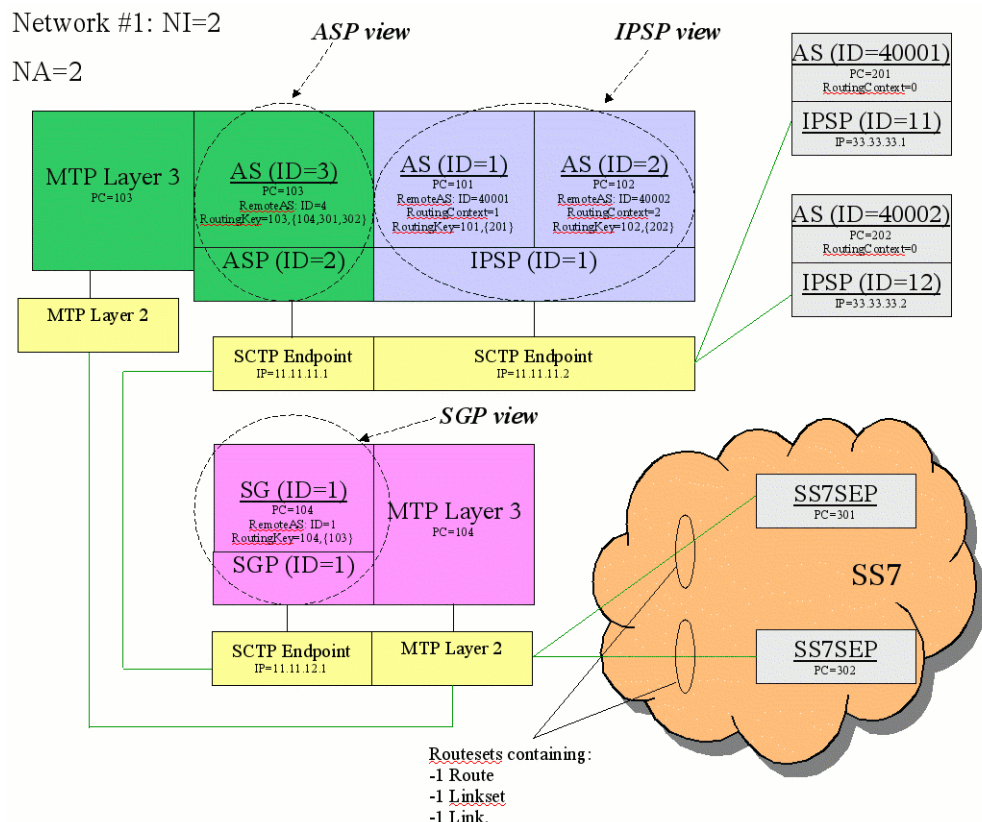 Network #1: NI=2
NA=2
ASP view
IPSP view
MTP Layer 3
PC=103
AS (ID=3)
PC=103
RemoteAS: ID=4
RoutingKey=103,{104,301,302}
ASP (ID=2)
AS (ID=1)
PC=101
RemoteAS: ID=40001
RoutingContext=1
RoutingKey=101,{201}
AS (ID=2)
PC=102
RemoteAS: ID=40002
RoutingContext=2
RoutingKey=102,{202}
IPSP (ID=1)
AS (ID=40001)
PC=201
RoutingContext=0
IPSP (ID=11)
IP=33.33.33.1
AS (ID=40002)
PC=202
RoutingContext=0
IPSP (ID=12)
IP=33.33.33.2
MTP Layer 2
SCTP Endpoint
IP=11.11.11.1
SCTP Endpoint
IP=11.11.11.2
SGP view
SG (ID=1)
PC=104
RemoteAS: ID=1
RoutingKey=104,{103}
SGP (ID=1)
MTP Layer 3
PC=104
SCTP Endpoint
IP=11.11.12.1
MTP Layer 2
SS7SEP
PC=301
SS7
SS7SEP
PC=302
Routesets containing:
-1 Route
-1 Linkset
-1 Link.